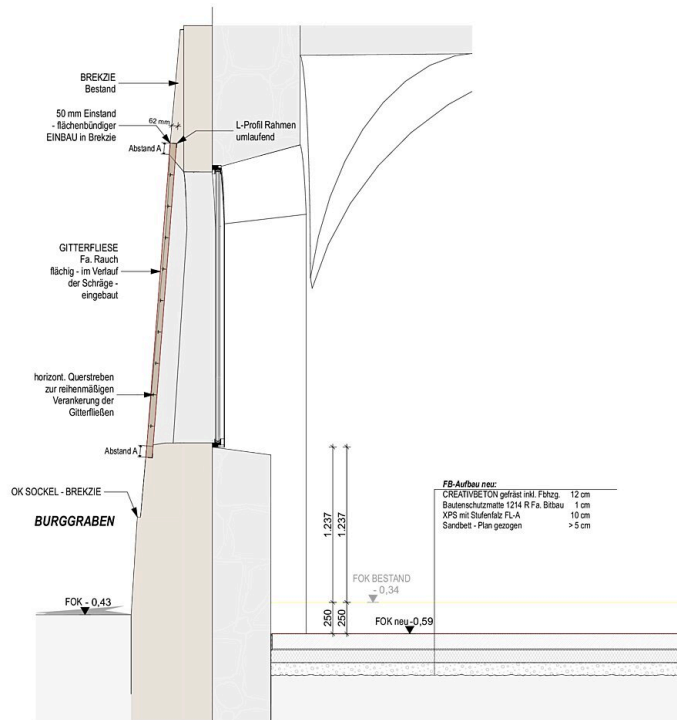 BREKZIE
Bestand
50 mm Einstand
- flächenbündiger
EINBAU in Brekzie
62 mm
L-Profil Rahmen
umlaufend
Abstand A
GITTERFLIESE
Fa. Rauch
flächig - im Verlauf
der Schräge -
eingebaut
horizont. Querstreben
zur reihenmäßigen
Verankerung der
Gitterfließen
Abstand A
OK SOCKEL - BREKZIE
BURGGRABEN
FOK - 0,43
1.237
1.237
250
250
FOK BESTAND
- 0,34
FOK neu-0,59
FB-Aufbau neu:
CREATIVBETON gefräst inkl. Fbhzg. 12 cm
Bautenschutzmatte 1214 R Fa. Bitbau 1 cm
XPS mit Stufenfalz FL-A 10 cm
Sandbett - Plan gezogen > 5 cm